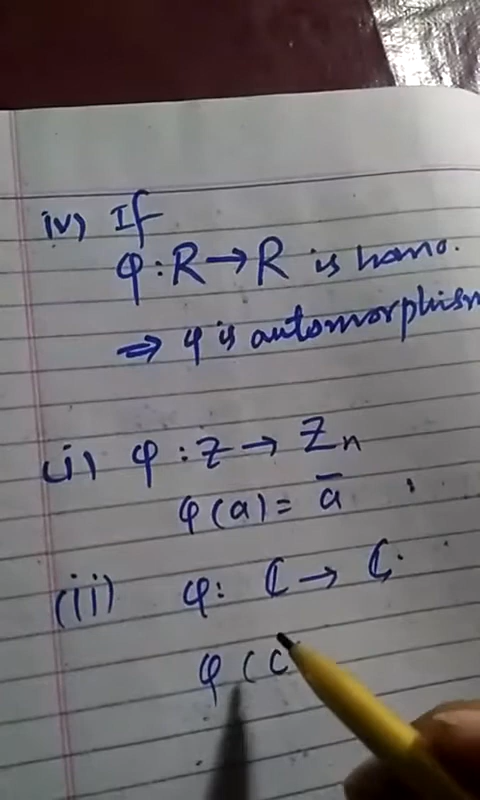 iv) If
φ : R → R is homo.
⇒ φ is automorphism
(i) φ : Z → Zn
φ(a) = a̅
(ii) φ: ℂ → ℂ
φ(c